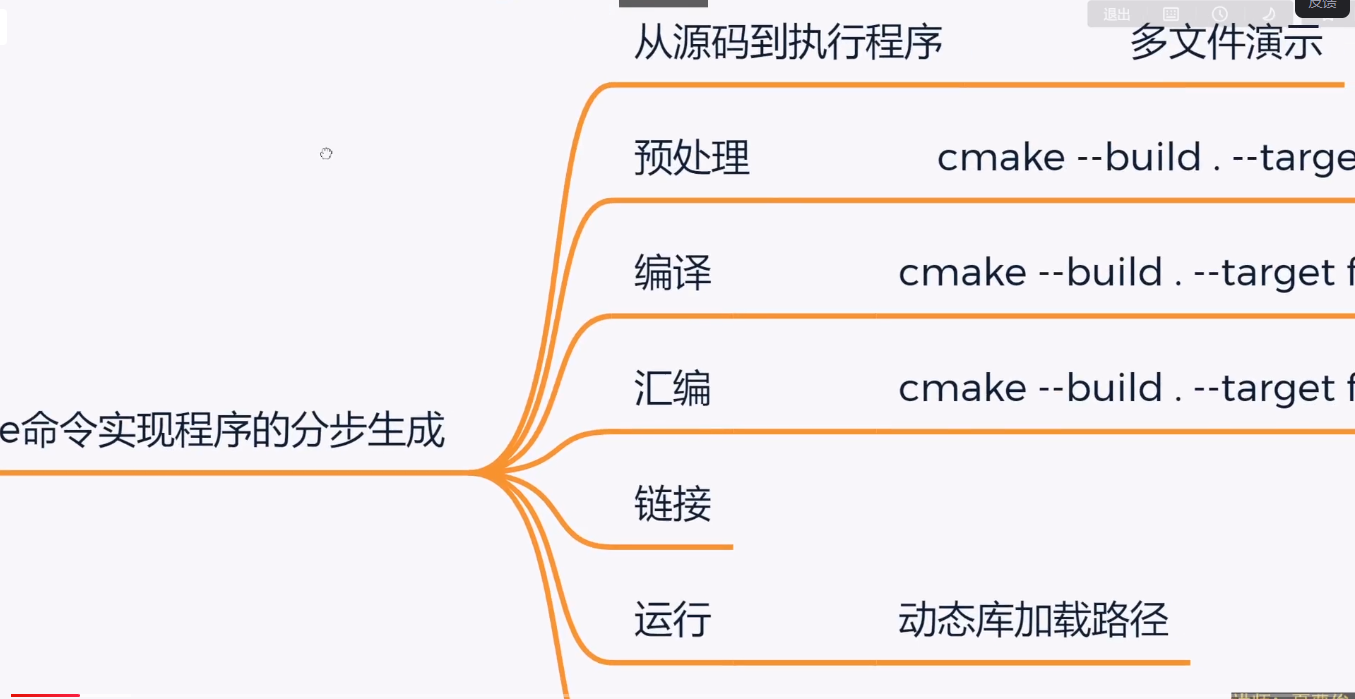 退出
反馈
从源码到执行程序 多文件演示
预处理 cmake --build . --targe
编译 cmake --build . --target f
汇编 cmake --build . --target f
e命令实现程序的分步生成
链接
运行 动态库加载路径